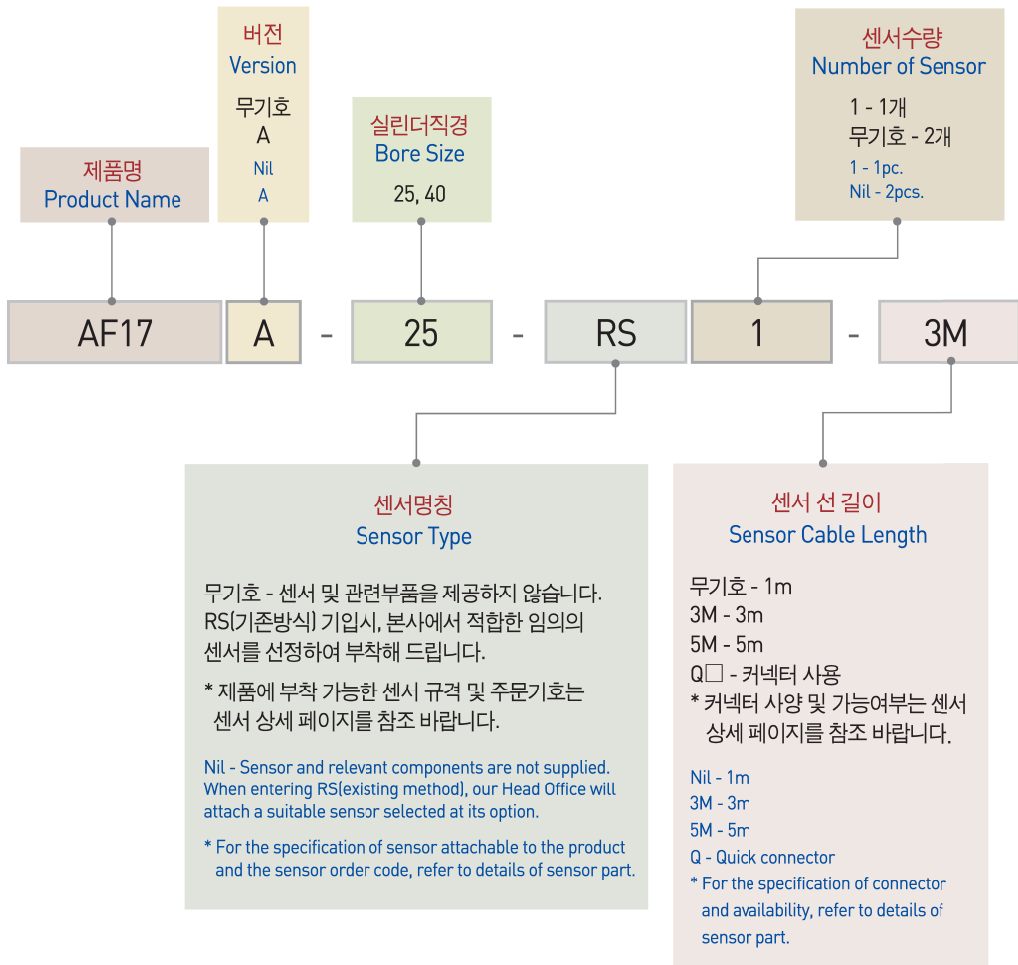 버전
Version
무기호
A
Nil
A
센서수량
Number of Sensor
1 - 1개
무기호 - 2개
1 - 1pc.
Nil - 2pcs.
실린더직경
Bore Size
25, 40
제품명
Product Name
AF17 A - 25 - RS 1 - 3M
센서명칭
Sensor Type
무기호 - 센서 및 관련부품을 제공하지 않습니다.
RS(기존방식) 기입시, 본사에서 적합한 임의의
센서를 선정하여 부착해 드립니다.
* 제품에 부착 가능한 센시 규격 및 주문기호는
센서 상세 페이지를 참조 바랍니다.
Nil - Sensor and relevant components are not supplied.
When entering RS(existing method), our Head Office will
attach a suitable sensor selected at its option.
* For the specification of sensor attachable to the product
and the sensor order code, refer to details of sensor part.
센서 선 길이
Sensor Cable Length
무기호 - 1m
3M - 3m
5M - 5m
Q□ - 커넥터 사용
* 커넥터 사양 및 가능여부는 센서
상세 페이지를 참조 바랍니다.
Nil - 1m
3M - 3m
5M - 5m
Q - Quick connector
* For the specification of connector
and availability, refer to details of
sensor part.